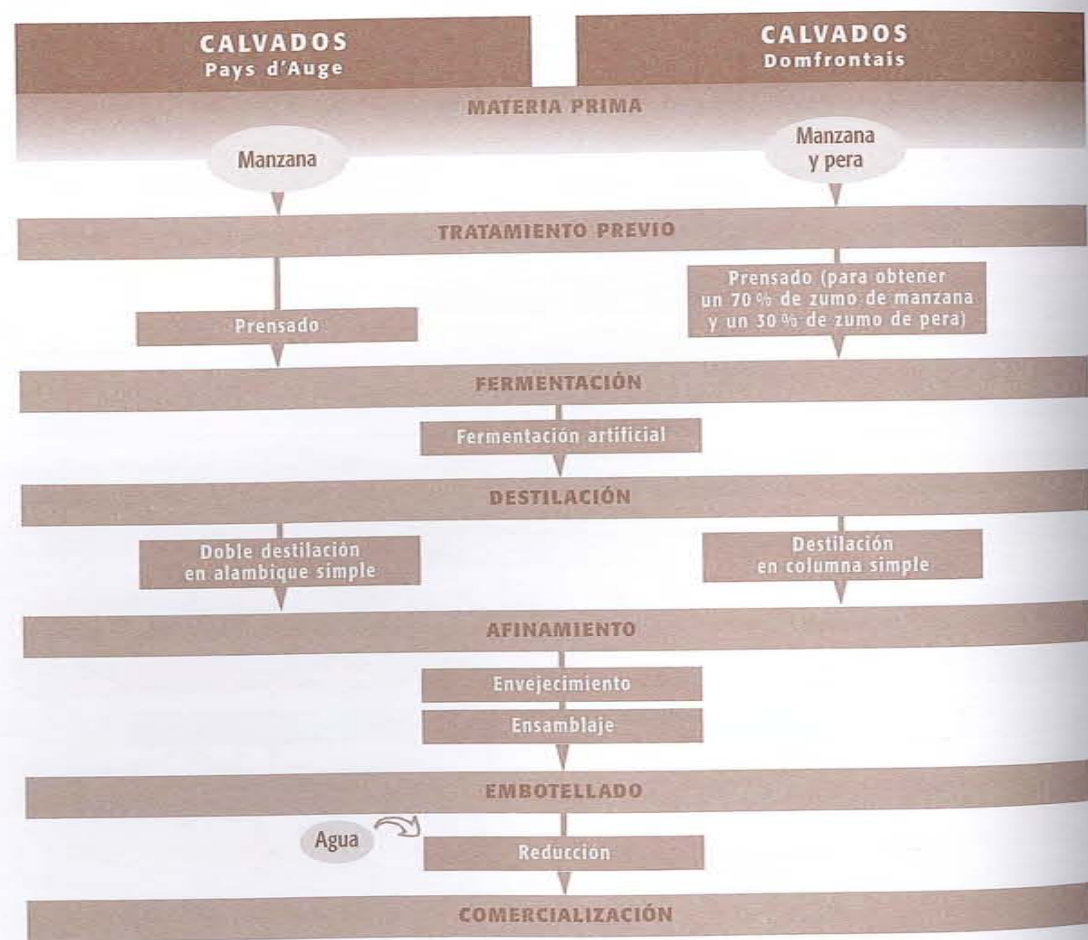 CALVADOS
Pays d'Auge
CALVADOS
Domfrontais
MATERIA PRIMA
Manzana
Manzana
y pera
TRATAMIENTO PREVIO
Prensado
Prensado (para obtener
un 70 % de zumo de manzana
y un 30 % de zumo de pera)
FERMENTACIÓN
Fermentación artificial
DESTILACIÓN
Doble destilación
en alambique simple
Destilación
en columna simple
AFINAMIENTO
Envejecimiento
Ensamblaje
EMBOTELLADO
Agua
Reducción
COMERCIALIZACIÓN